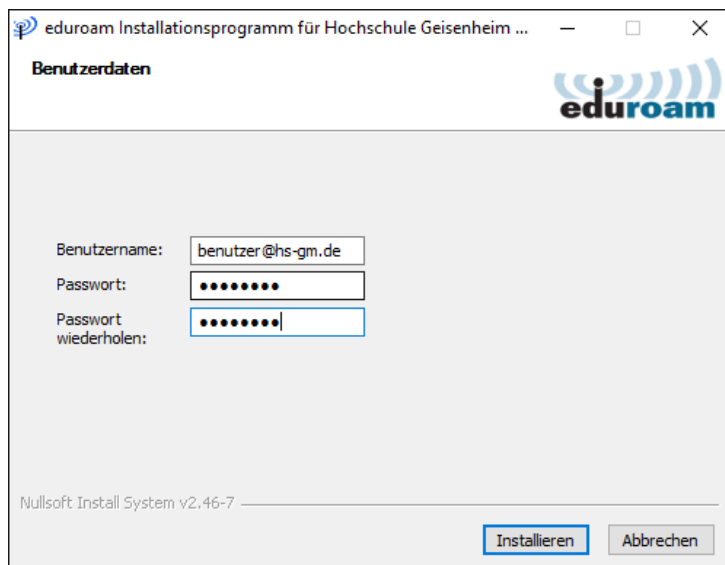 eduroam Installationsprogramm für Hochschule Geisenheim ...
Benutzerdaten
eduroam
Benutzername:
benutzer@hs-gm.de
Passwort:
●●●●●●●●
Passwort
wiederholen:
●●●●●●●●
Nullsoft Install System v2.46-7
Installieren
Abbrechen